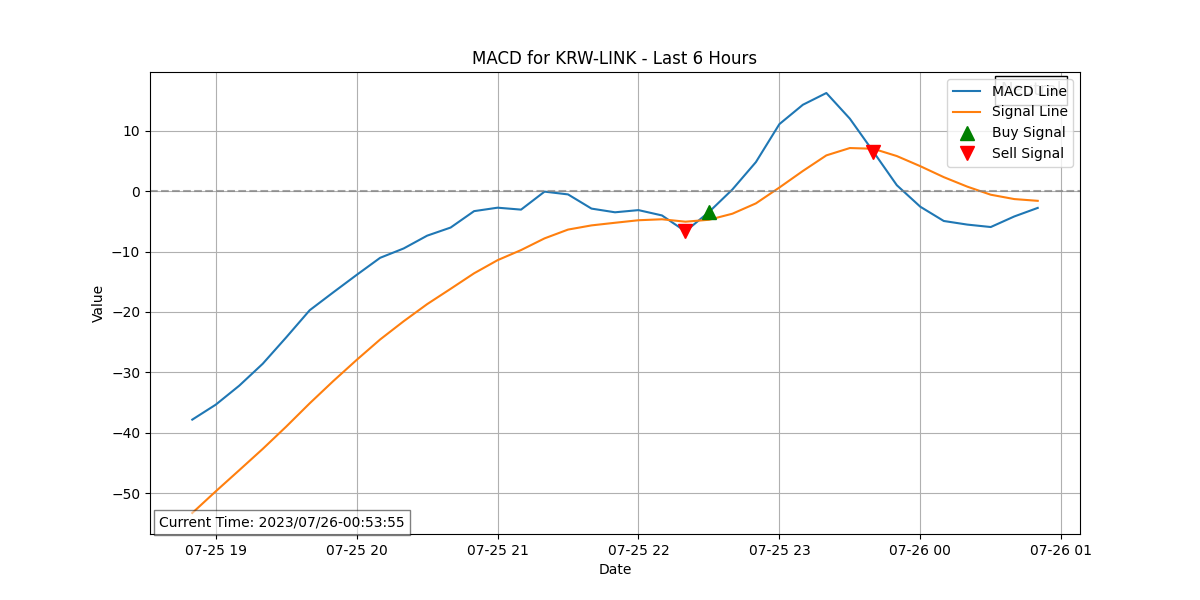 MACD for KRW-LINK - Last 6 Hours
MACD Line
Signal Line
Buy Signal
Sell Signal
10
0
−10
−20
−30
−40
−50
Value
Current Time: 2023/07/26-00:53:55
07-25 19
07-25 20
07-25 21
07-25 22
07-25 23
07-26 00
07-26 01
Date